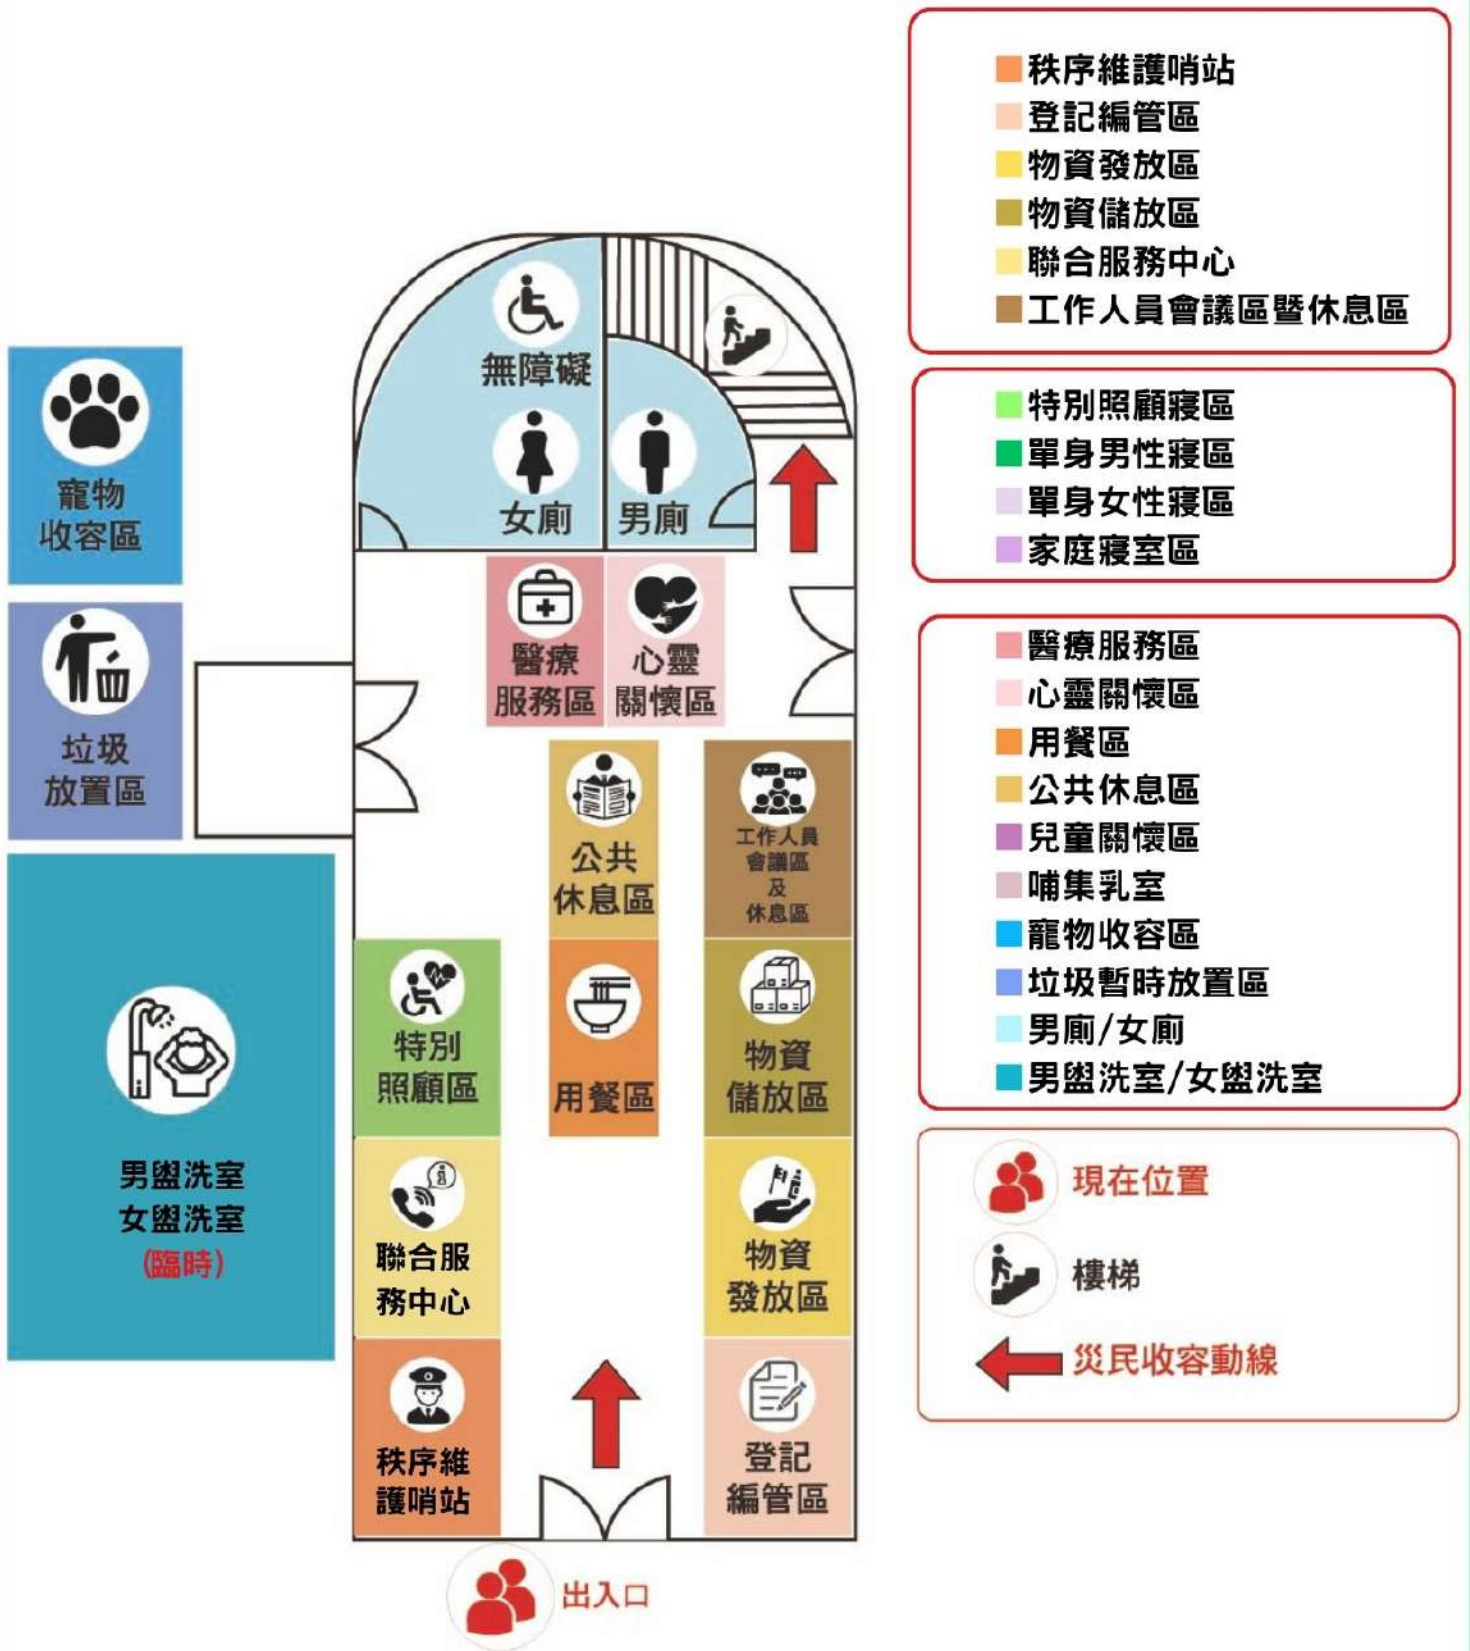 無障礙
女廁
男廁
寵物
收容區
垃圾
放置區
醫療
服務區
心靈
關懷區
公共
休息區
工作人員
會議區
及
休息區
特別
照顧區
用餐區
物資
儲放區
男盥洗室
女盥洗室
(臨時)
聯合服
務中心
物資
發放區
秩序維
護哨站
登記
編管區
出入口
秩序維護哨站
登記編管區
物資發放區
物資儲放區
聯合服務中心
工作人員會議區暨休息區
特別照顧寢區
單身男性寢區
單身女性寢區
家庭寢室區
醫療服務區
心靈關懷區
用餐區
公共休息區
兒童關懷區
哺集乳室
寵物收容區
垃圾暫時放置區
男廁/女廁
男盥洗室/女盥洗室
現在位置
樓梯
災民收容動線